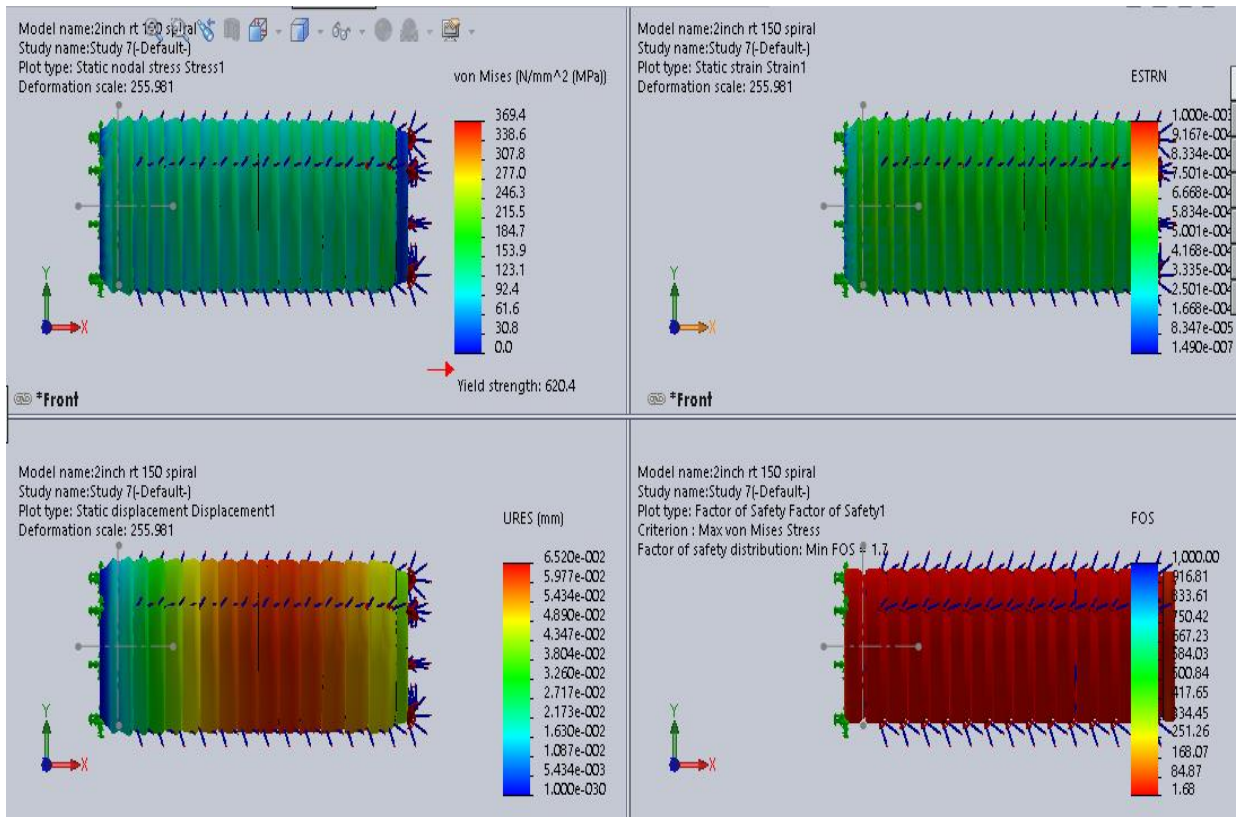 Model name:2inch rt 150 spiral
Study name:Study 7(-Default-)
Plot type: Static nodal stress Stress1
Deformation scale: 255.981
von Mises (N/mm^2 (MPa))
369.4
338.6
307.8
277.0
246.3
215.5
184.7
153.9
123.1
92.4
61.6
30.8
0.0
Yield strength: 620.4
Y
X
*Front
Model name:2inch rt 150 spiral
Study name:Study 7(-Default-)
Plot type: Static strain Strain1
Deformation scale: 255.981
ESTRN
1.000e-003
9.167e-004
8.334e-004
7.501e-004
6.668e-004
5.834e-004
5.001e-004
4.168e-004
3.335e-004
2.501e-004
1.668e-004
8.347e-005
1.490e-007
Y
X
*Front
Model name:2inch rt 150 spiral
Study name:Study 7(-Default-)
Plot type: Static displacement Displacement1
Deformation scale: 255.981
URES (mm)
6.520e-002
5.977e-002
5.434e-002
4.890e-002
4.347e-002
3.804e-002
3.260e-002
2.717e-002
2.173e-002
1.630e-002
1.087e-002
5.434e-003
1.000e-030
Y
X
Model name:2inch rt 150 spiral
Study name:Study 7(-Default-)
Plot type: Factor of Safety Factor of Safety1
Criterion : Max von Mises Stress
Factor of safety distribution: Min FOS = 1.7
FOS
1,000.00
916.81
833.61
750.42
667.23
584.03
500.84
417.65
334.45
251.26
168.07
84.87
1.68
Y
X